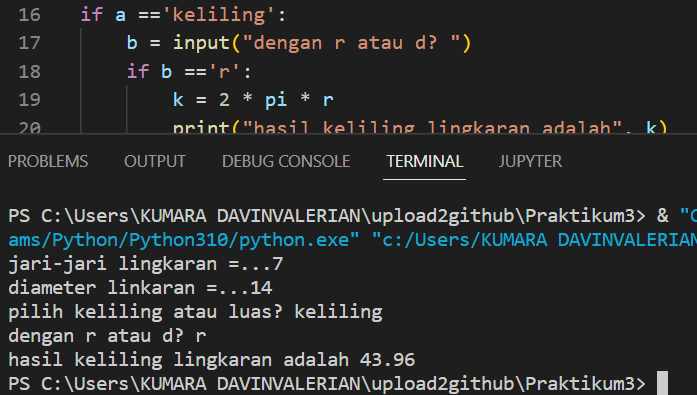 16 if a =='keliling':
17 b = input("dengan r atau d? ")
18 if b =='r':
19 k = 2 * pi * r
20 print("hasil keliling lingkaran adalah", k)
PROBLEMS OUTPUT DEBUG CONSOLE TERMINAL JUPYTER
PS C:\Users\KUMARA DAVINVALERIAN\upload2github\Praktikum3> & "C
ams/Python/Python310/python.exe" "c:/Users/KUMARA DAVINVALERIAN
jari-jari lingkaran =...7
diameter linkaran =...14
pilih keliling atau luas? keliling
dengan r atau d? r
hasil keliling lingkaran adalah 43.96
PS C:\Users\KUMARA DAVINVALERIAN\upload2github\Praktikum3>